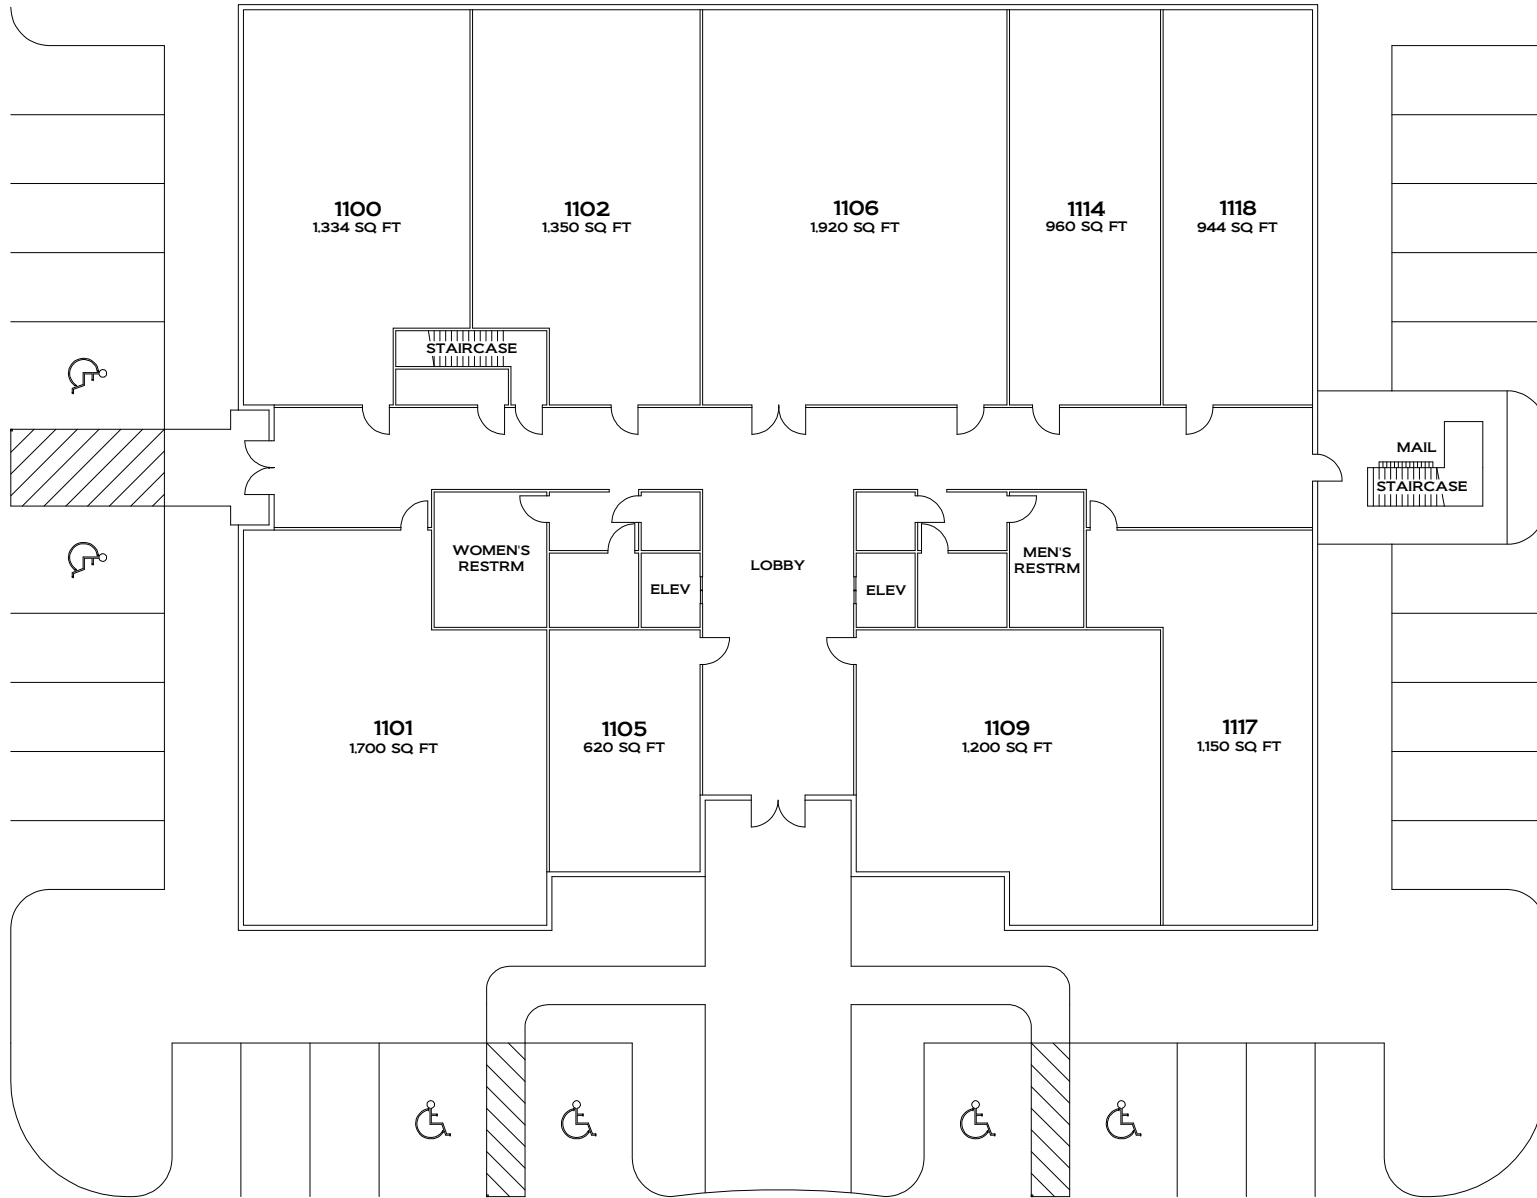 1100
1,334 SQ FT
1102
1,350 SQ FT
1106
1,920 SQ FT
1114
960 SQ FT
1118
944 SQ FT
STAIRCASE
MAIL
STAIRCASE
WOMEN'S
RESTRM
ELEV
LOBBY
ELEV
MEN'S
RESTRM
1101
1,700 SQ FT
1105
620 SQ FT
1109
1,200 SQ FT
1117
1,150 SQ FT